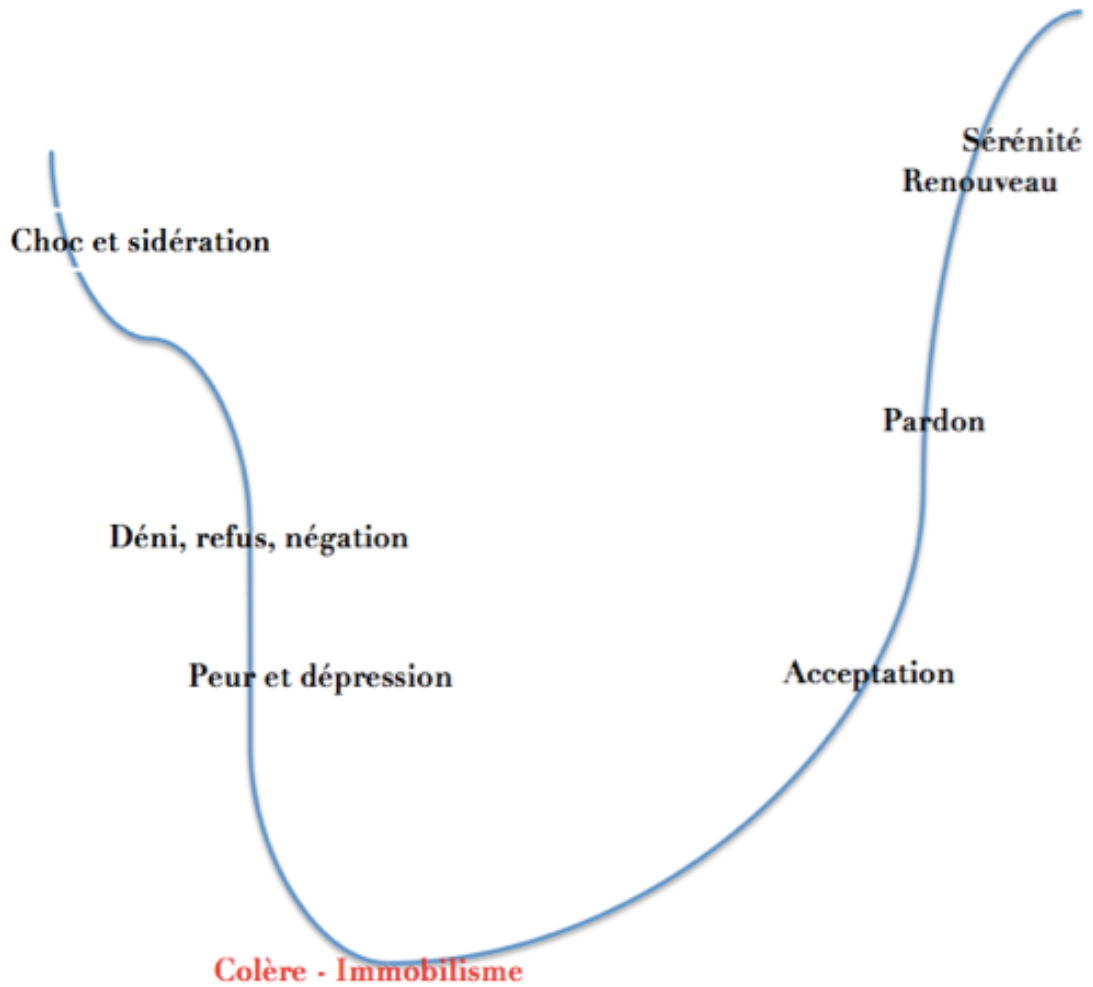 Choc et sidération
Déni, refus, négation
Peur et dépression
Colère - Immobilisme
Acceptation
Pardon
Renouveau
Sérénité